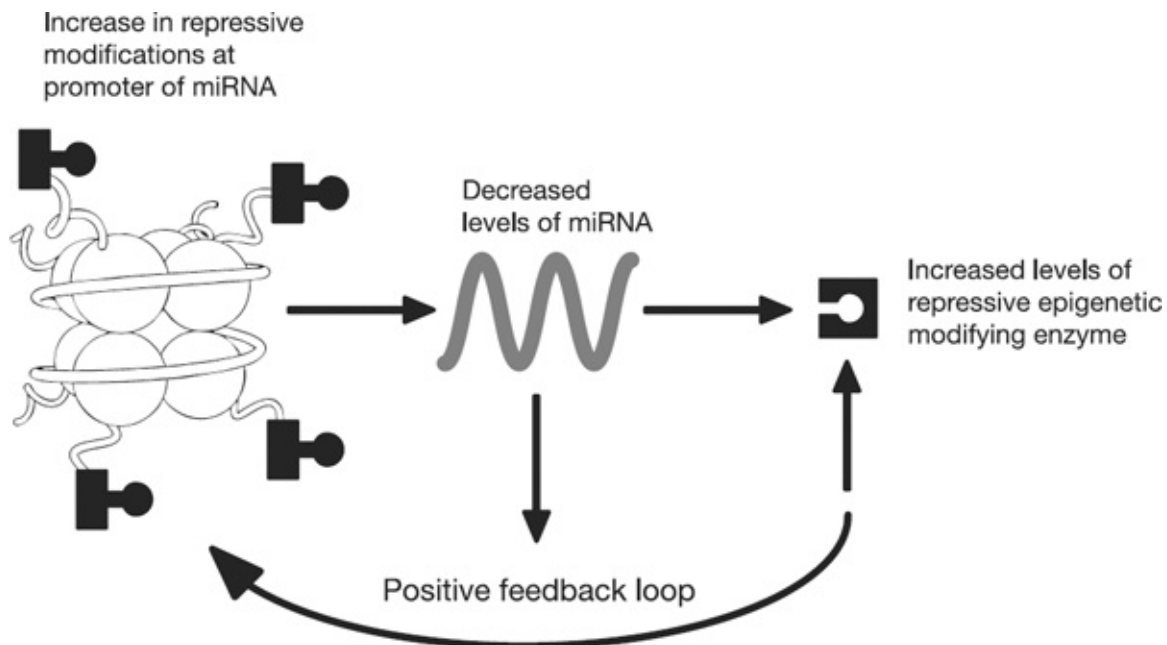 Increase in repressive
modifications at
promoter of miRNA
Decreased
levels of miRNA
Increased levels of
repressive epigenetic
modifying enzyme
Positive feedback loop